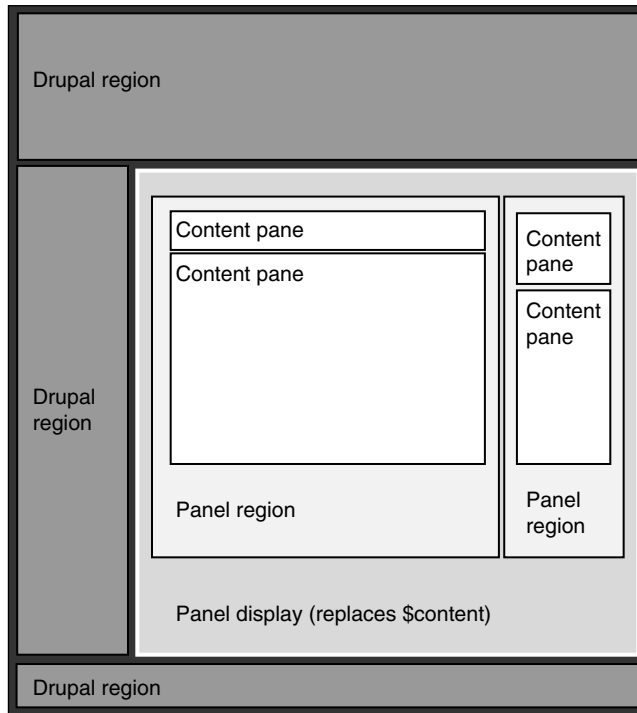 Drupal region
Drupal
region
Content pane
Content pane
Panel region
Content
pane
Content
pane
Panel
region
Panel display (replaces $content)
Drupal region